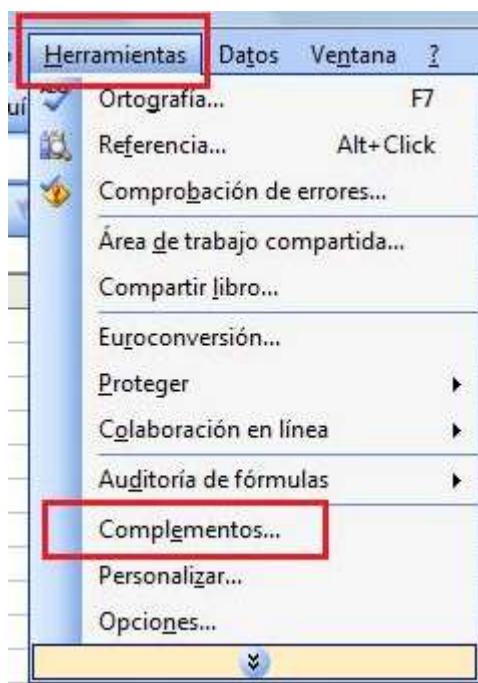 Herramientas Datos Ventana ?
Ortografía... F7
Referencia... Alt+Click
Comprobación de errores...
Área de trabajo compartida...
Compartir libro...
Euroconversión...
Proteger
Colaboración en línea
Auditoría de fórmulas
Complementos...
Personalizar...
Opciones...